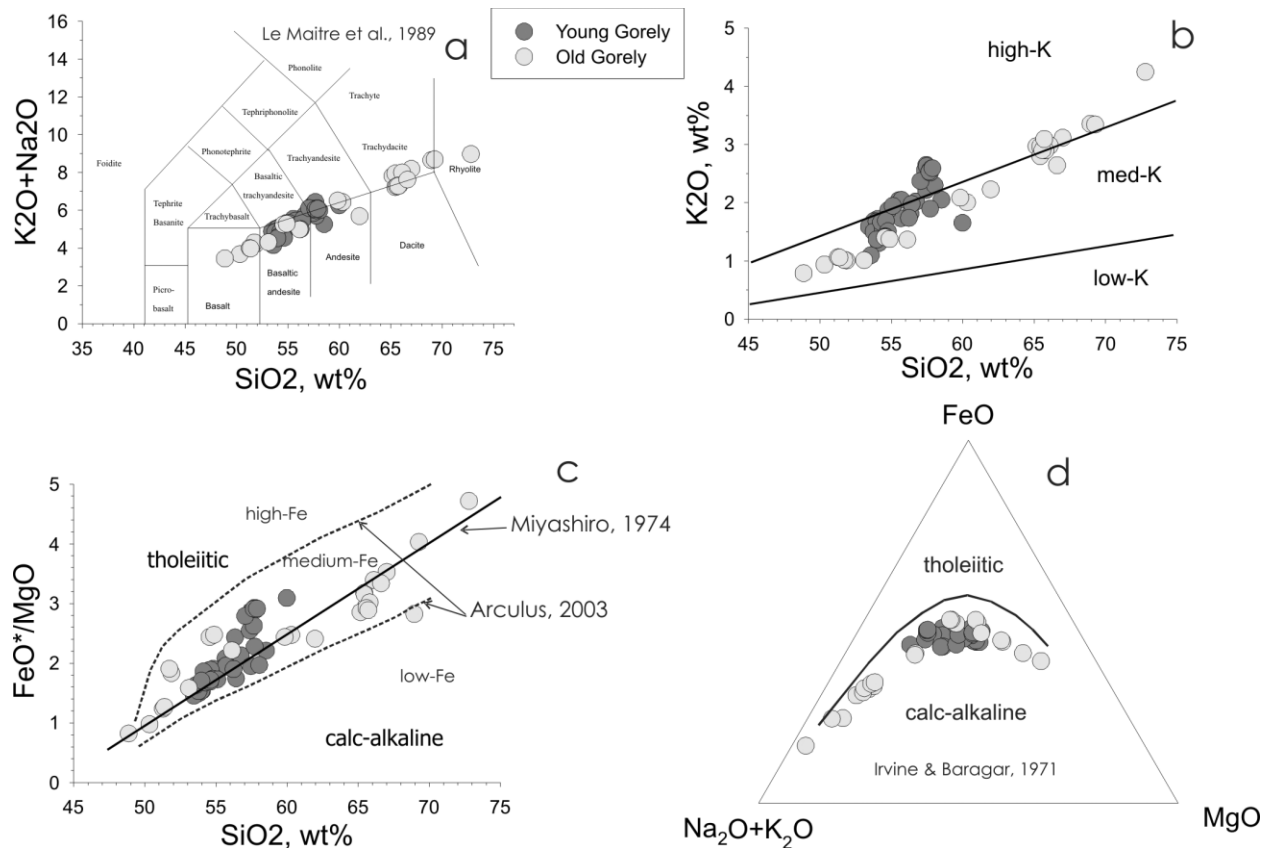 Le Maitre et al., 1989
a
Young Gorely
Old Gorely
K2O+Na2O
16
14
12
10
8
6
4
2
0
Phonolite
Trachyte
Tephriphonolite
Foidite
Phonotephrite
Trachyandesite
Trachydacite
Rhyolite
Basaltic
trachyandesite
Tephrite
Basanite
Trachybasalt
Dacite
Andesite
Basaltic
andesite
Picro-
basalt
Basalt
35 40 45 50 55 60 65 70 75
SiO2, wt%
b
K2O, wt%
5
4
3
2
1
0
high-K
med-K
low-K
45 50 55 60 65 70 75
SiO2, wt%
c
FeO*/MgO
5
4
3
2
1
0
high-Fe
tholeiitic
medium-Fe
Miyashiro, 1974
Arculus, 2003
low-Fe
calc-alkaline
45 50 55 60 65 70 75
SiO2, wt%
FeO
d
tholeiitic
calc-alkaline
Irvine & Baragar, 1971
Na2O+K2O
MgO